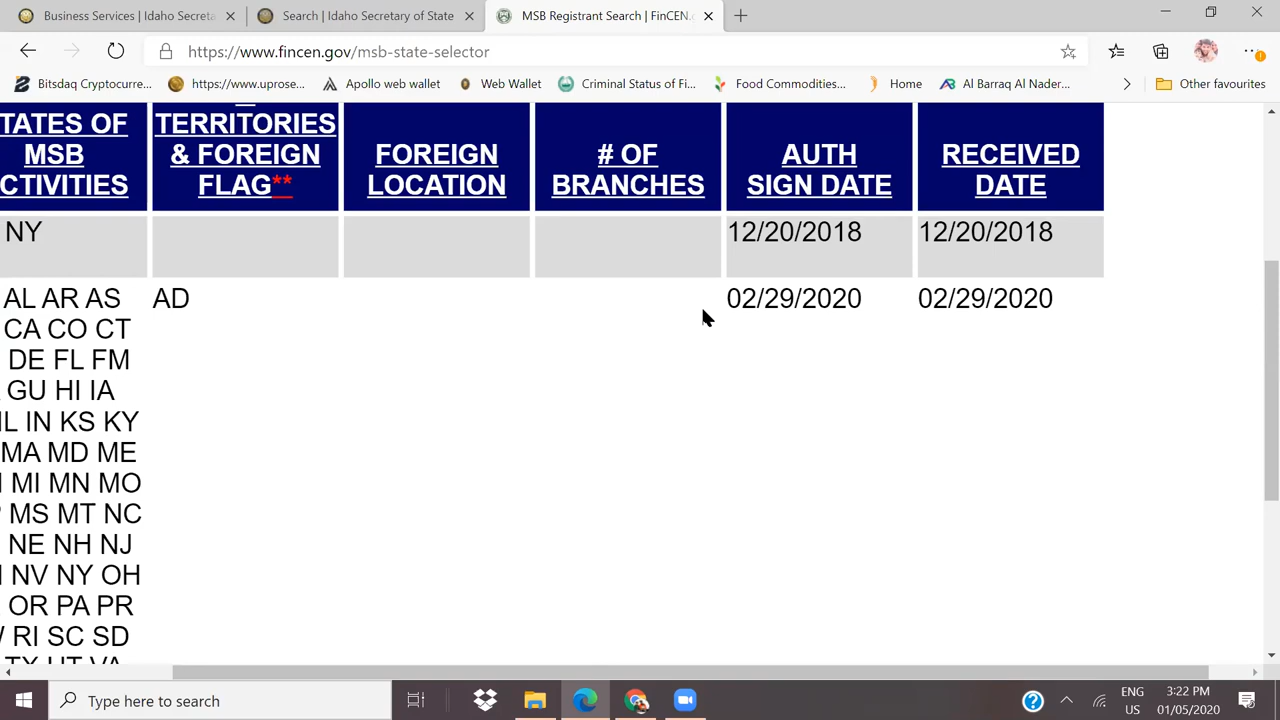 Business Services | Idaho Secreta
Search | Idaho Secretary of State
MSB Registrant Search | FinCEN.
https://www.fincen.gov/msb-state-selector
Bitsdaq Cryptocurre...
https://www.uprose...
Apollo web wallet
Web Wallet
Criminal Status of Fi...
Food Commodities...
Home
Al Barraq Al Nader...
Other favourites
TATES OF
MSB
CTIVITIES
TERRITORIES
& FOREIGN
FLAG**
FOREIGN
LOCATION
# OF
BRANCHES
AUTH
SIGN DATE
RECEIVED
DATE
NY
12/20/2018
12/20/2018
AL AR AS
AD
02/29/2020
02/29/2020
CA CO CT
DE FL FM
GU HI IA
IL IN KS KY
MA MD ME
MI MN MO
MS MT NC
NE NH NJ
NV NY OH
OR PA PR
RI SC SD
TX UT VA
Type here to search
ENG
US
3:22 PM
01/05/2020